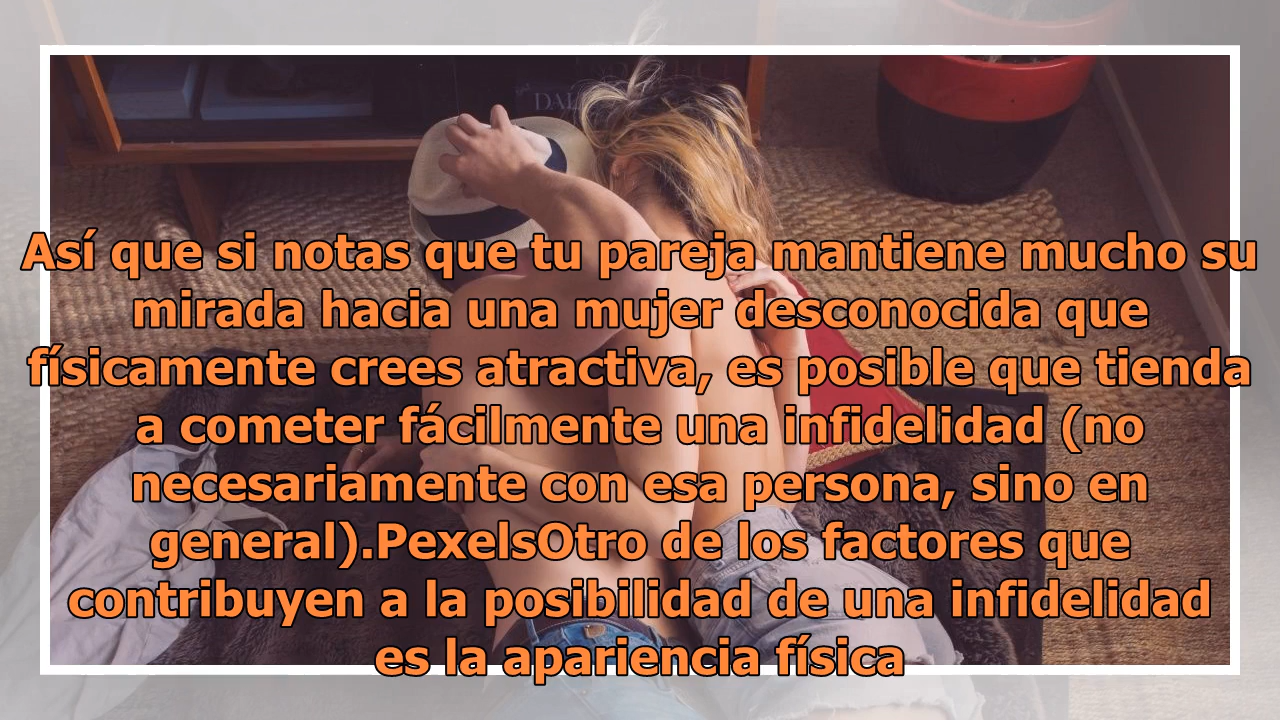 DAL
Así que si notas que tu pareja mantiene mucho su
mirada hacia una mujer desconocida que
físicamente crees atractiva, es posible que tienda
a cometer fácilmente una infidelidad (no
necesariamente con esa persona, sino en
general).PexelsOtro de los factores que
contribuyen a la posibilidad de una infidelidad
es la apariencia física